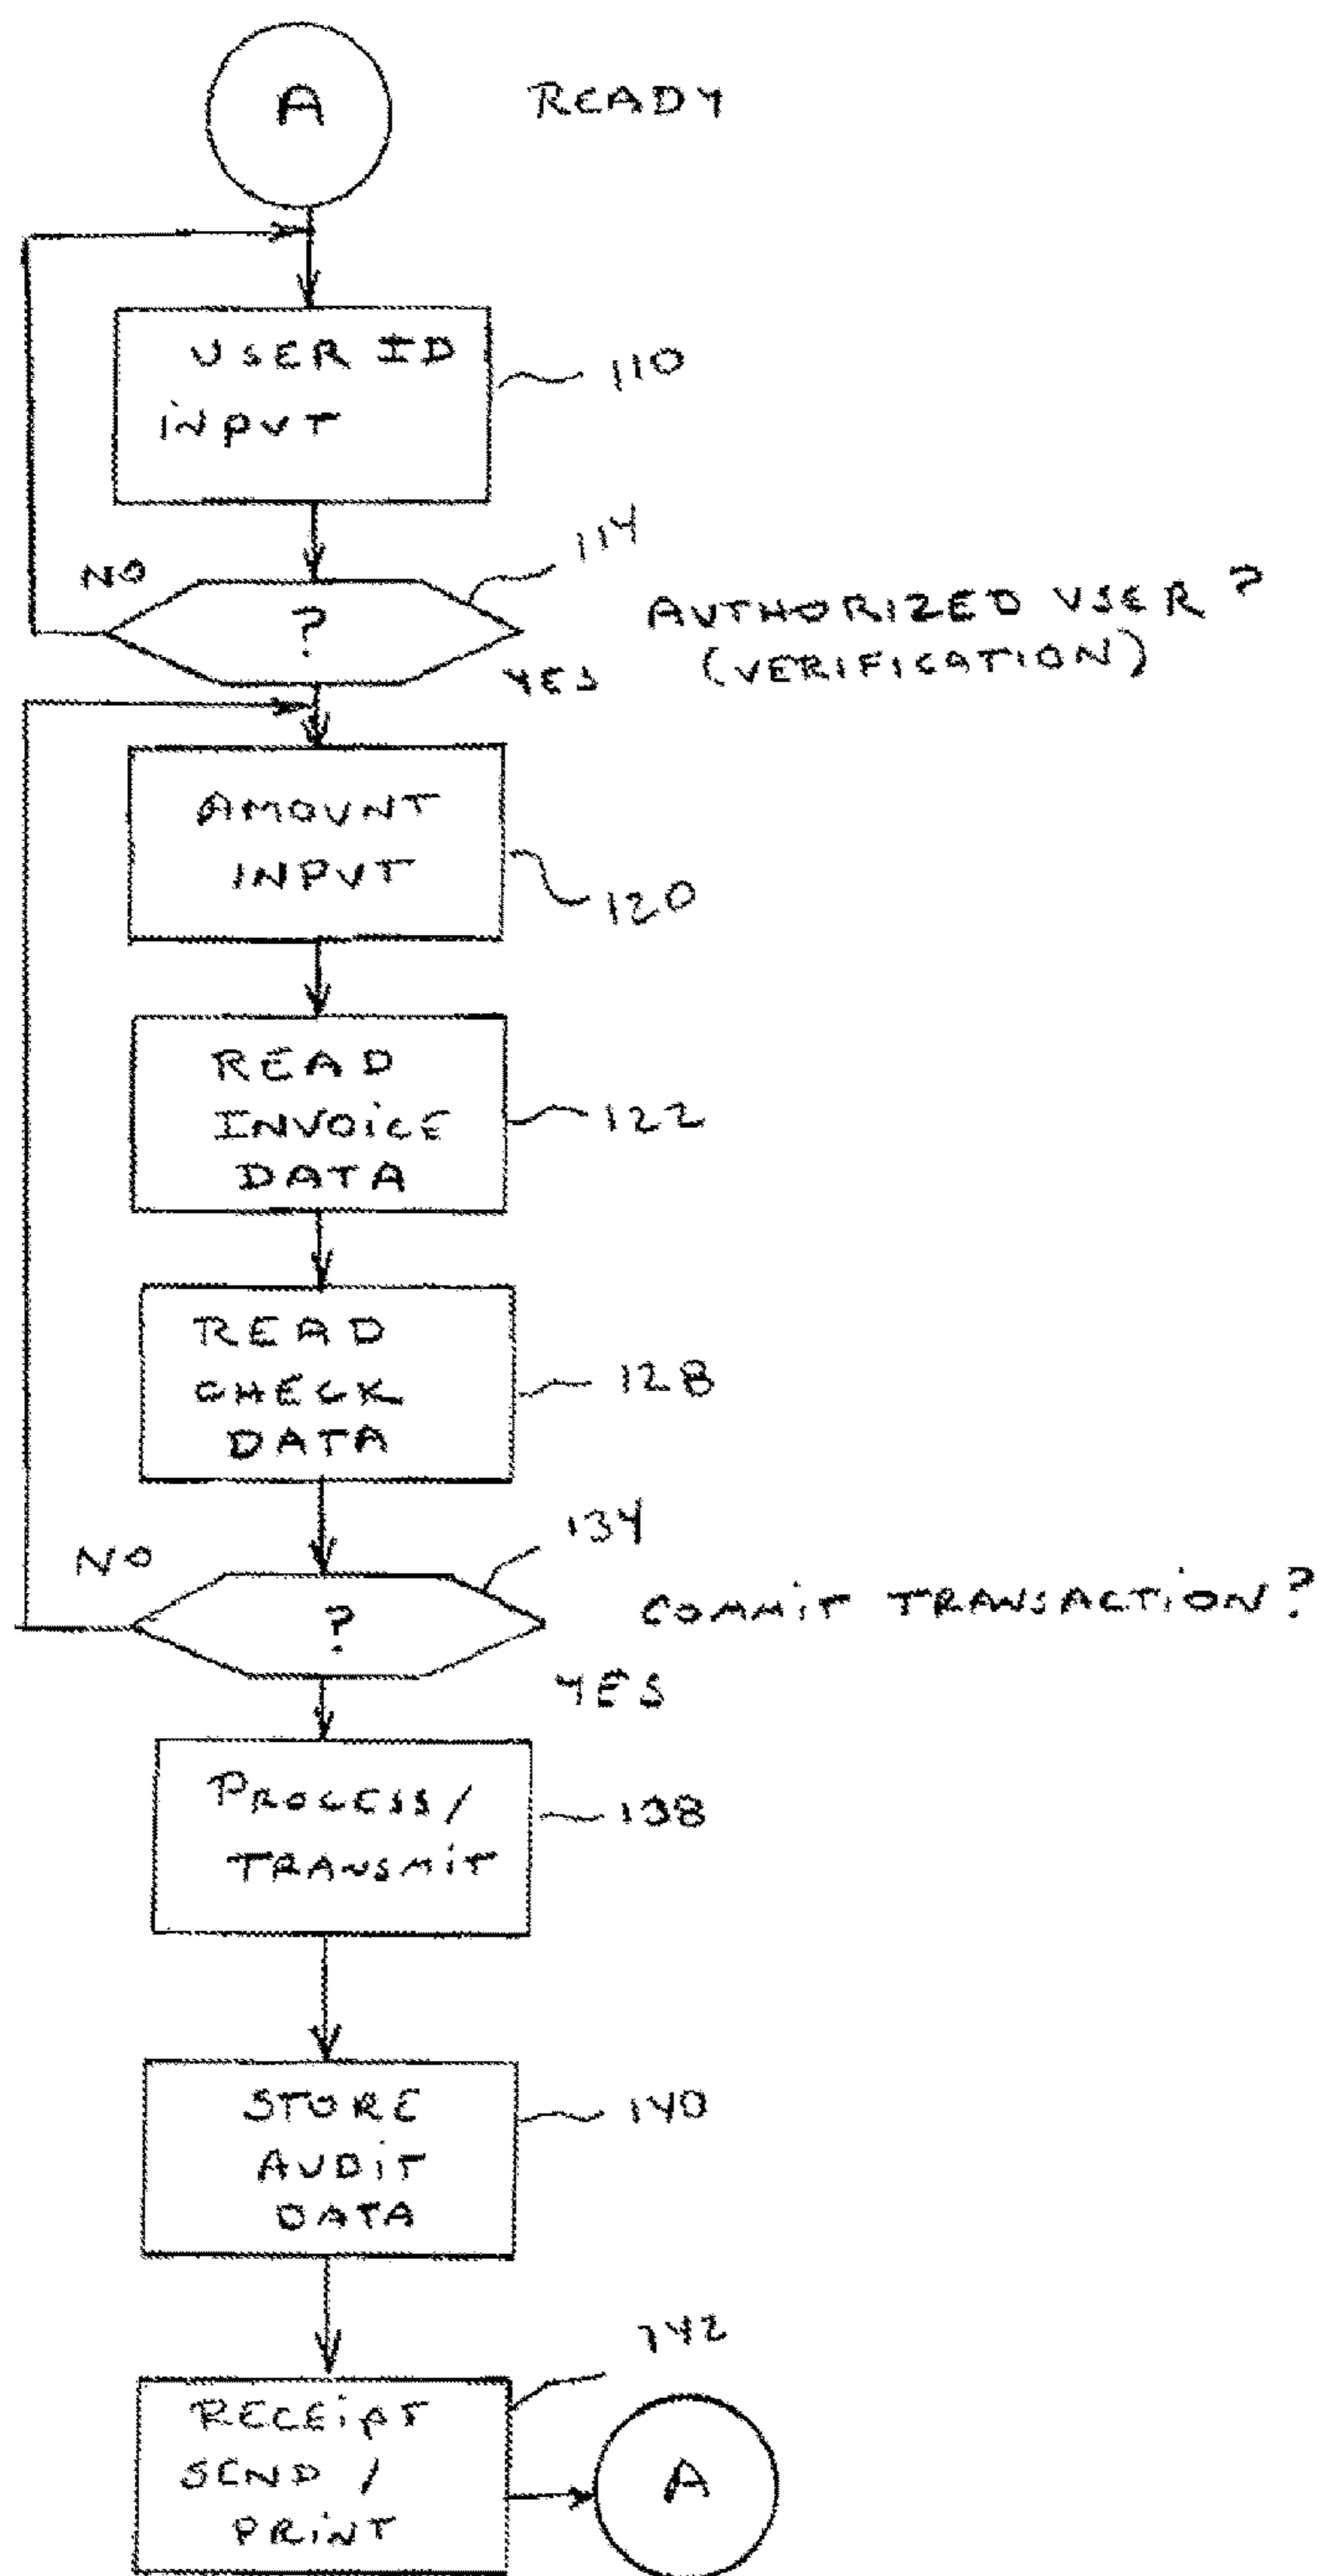 A
READY
USER ID
INPUT
110
NO
?
114
AUTHORIZED USER?
(VERIFICATION)
YES
AMOUNT
INPUT
120
READ
INVOICE
DATA
122
READ
CHECK
DATA
128
NO
?
134
COMMIT TRANSACTION?
YES
PROCESS/
TRANSMIT
138
STORE
AUDIT
DATA
140
RECEIPT
SEND /
PRINT
142
A